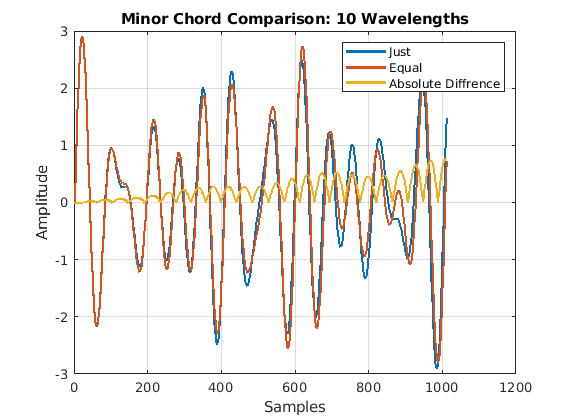 Minor Chord Comparison: 10 Wavelengths
3
2
1
0
-1
-2
-3
Amplitude
Just
Equal
Absolute Diffrence
0 200 400 600 800 1000 1200
Samples